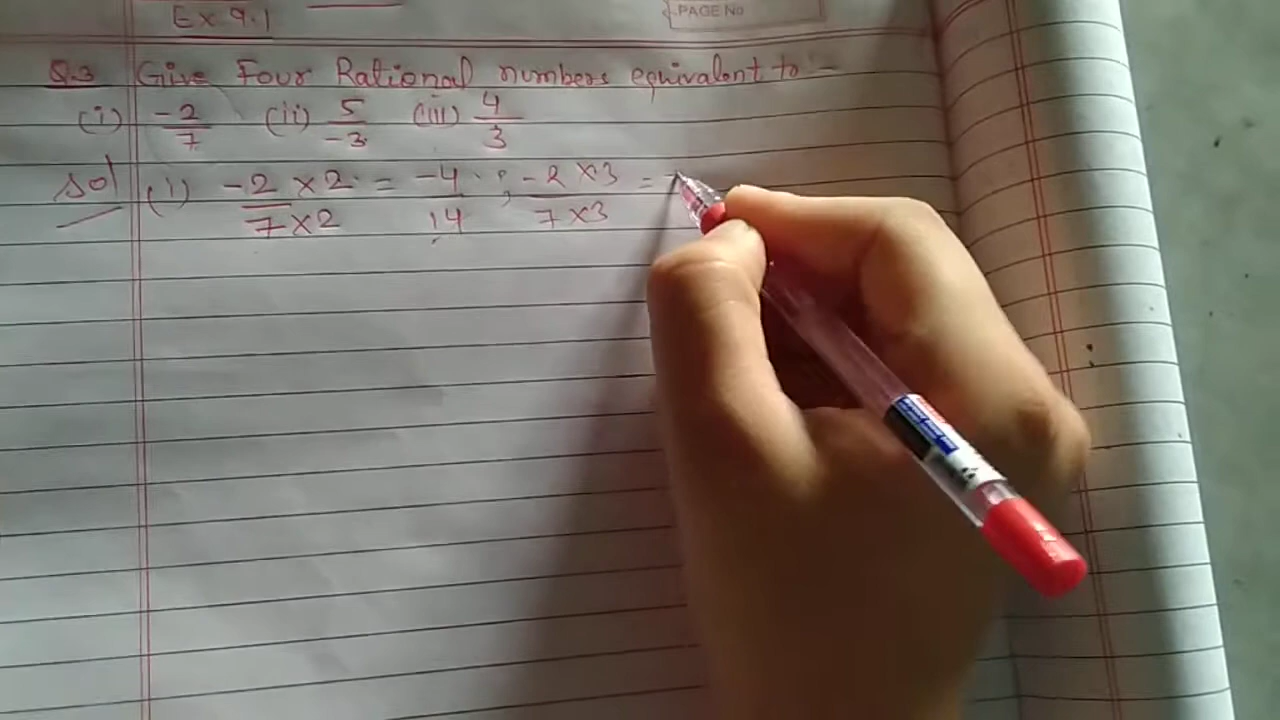 Ex 9.1
PAGE No
Q.3 Give Four Rational numbers equivalent to :-
(i) -2/7 (ii) 5/-3 (iii) 4/3
Sol (i) -2×2/7×2 = -4/14 , -2×3/7×3 = -